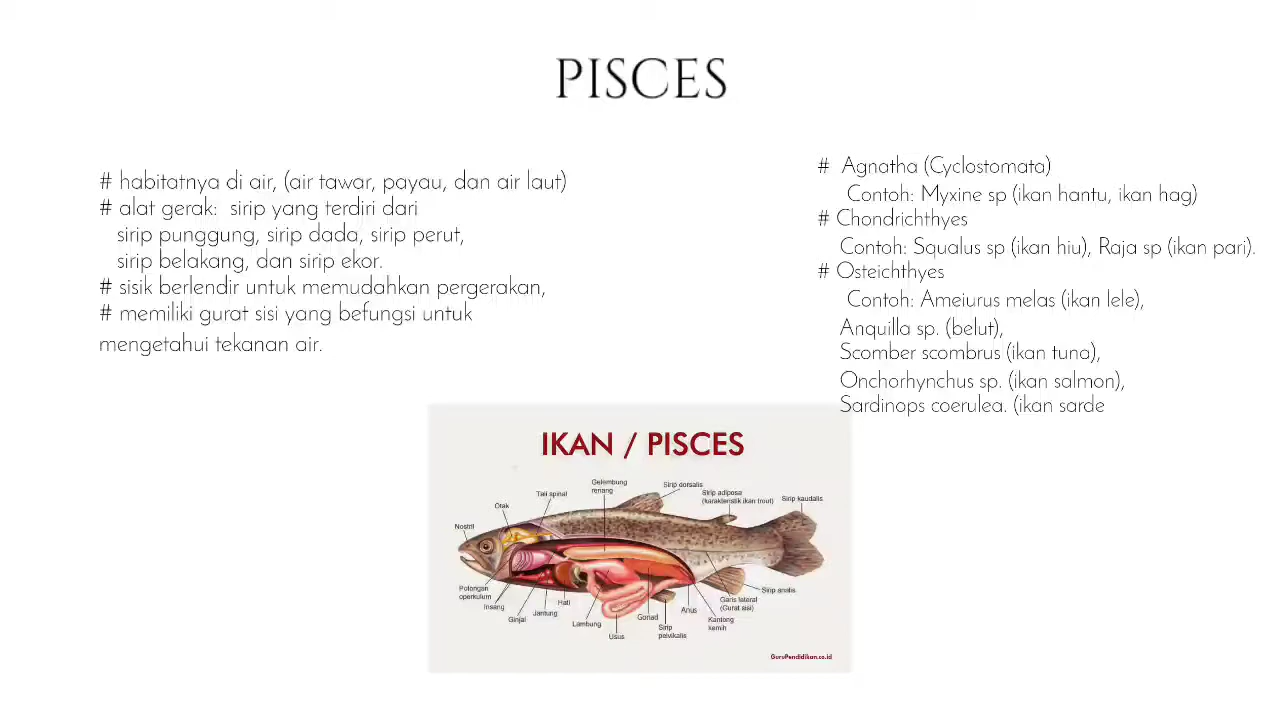 PISCES
# habitatnya di air, (air tawar, payau, dan air laut)
# alat gerak: sirip yang terdiri dari
sirip punggung, sirip dada, sirip perut,
sirip belakang, dan sirip ekor.
# sisik berlendir untuk memudahkan pergerakan,
# memiliki gurat sisi yang befungsi untuk
mengetahui tekanan air.
# Agnatha (Cyclostomata)
Contoh: Myxine sp (ikan hantu, ikan hag)
# Chondrichthyes
Contoh: Squalus sp (ikan hiu), Raja sp (ikan pari).
# Osteichthyes
Contoh: Ameiurus melas (ikan lele),
Anquilla sp. (belut),
Scomber scombrus (ikan tuna),
Onchorhynchus sp. (ikan salmon),
Sardinops coerulea. (ikan sarde
IKAN / PISCES
Nostril
Otak
Tali spinal
Gelembung
renang
Sirip dorsalis
Sirip adiposa
(karakteristik ikan trout)
Sirip kaudalis
Polongan
operkulum
Insang
Ginjal
Jantung
Hati
Lambung
Usus
Gonad
Sirip
pelvikalis
Anus
Kantong
kemih
Garis lateral
(Gurat sisi)
Sirip analis
GuruPendidikan.co.id